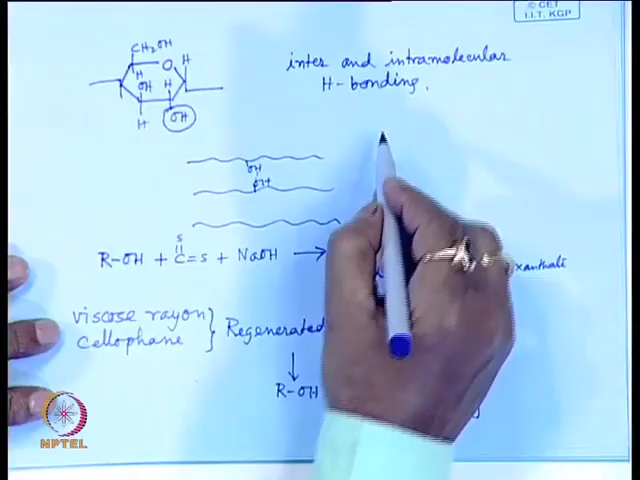 © CET
I.I.T. KGP
CH₂OH
O
H
H
OH
H
H
OH
inter and intramolecular
H-bonding.
OH
OH
S
R-OH + C=S + NaOH →
xanthate
viscose rayon
cellophane } Regenerated
↓
R-OH
NPTEL